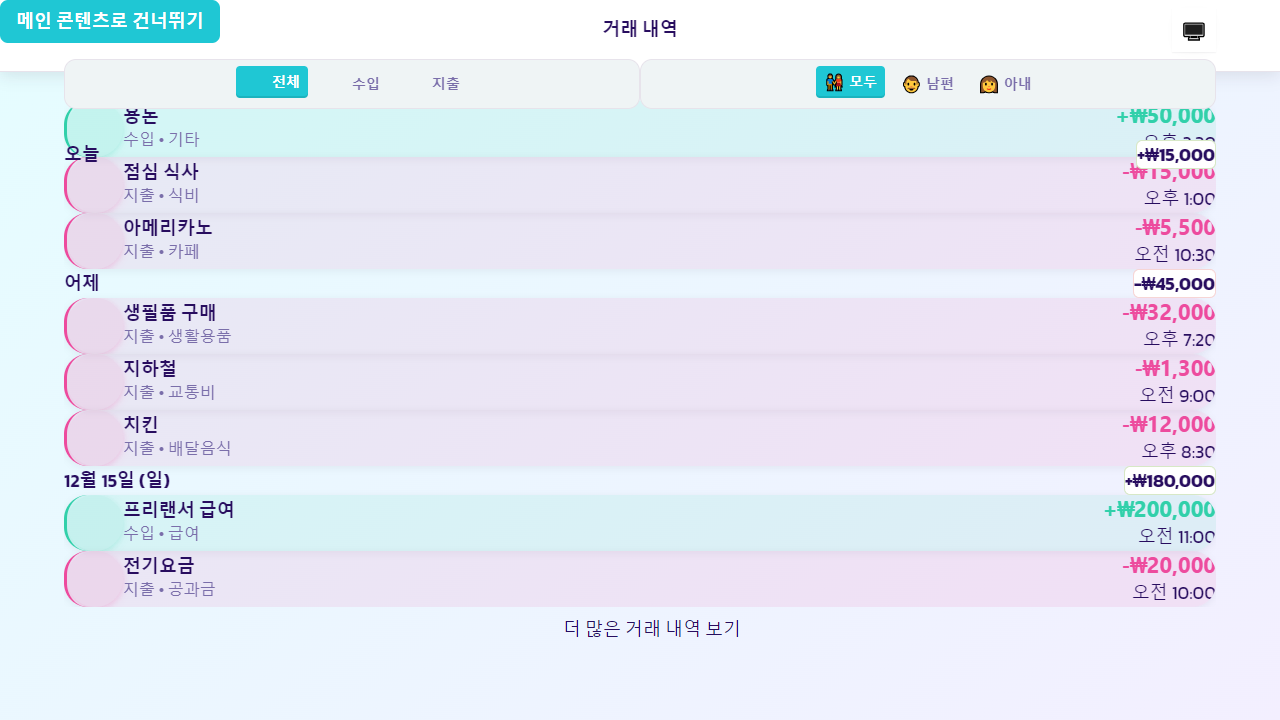 메인 콘텐츠로 건너뛰기
거래 내역
전체 수입 지출
모두 남편 아내
용돈 +₩50,000
수입 • 기타
오늘 +₩15,000
점심 식사 -₩15,000
지출 • 식비 오후 1:00
아메리카노 -₩5,500
지출 • 카페 오전 10:30
어제 -₩45,000
생필품 구매 -₩32,000
지출 • 생활용품 오후 7:20
지하철 -₩1,300
지출 • 교통비 오전 9:00
치킨 -₩12,000
지출 • 배달음식 오후 8:30
12월 15일 (일) +₩180,000
프리랜서 급여 +₩200,000
수입 • 급여 오전 11:00
전기요금 -₩20,000
지출 • 공과금 오전 10:00
더 많은 거래 내역 보기